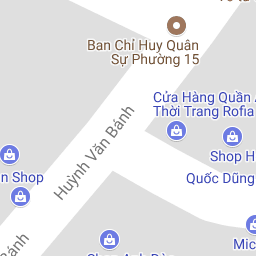 Ban Chỉ Huy Quân
Sự Phường 15
Cửa Hàng Quần
Thời Trang Rofia
Huỳnh Văn Bánh
Shop
Shop
Quốc Dũng
Bánh